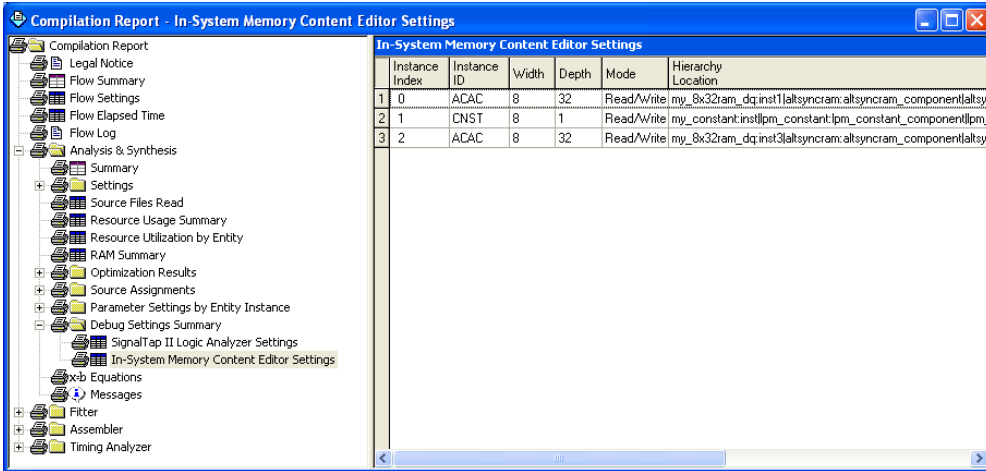 Compilation Report - In-System Memory Content Editor Settings
Compilation Report
Legal Notice
Flow Summary
Flow Settings
Flow Elapsed Time
Flow Log
Analysis & Synthesis
Summary
Settings
Source Files Read
Resource Usage Summary
Resource Utilization by Entity
RAM Summary
Optimization Results
Source Assignments
Parameter Settings by Entity Instance
Debug Settings Summary
SignalTap II Logic Analyzer Settings
In-System Memory Content Editor Settings
x-b Equations
Messages
Fitter
Assembler
Timing Analyzer
In-System Memory Content Editor Settings
Instance Index Instance ID Width Depth Mode Hierarchy Location
1 0 ACAC 8 32 Read/Write my_8x32ram_dq:inst1|altsyncram:altsyncram_component|altsy
2 1 CNST 8 1 Read/Write my_constant:inst|lpm_constant:lpm_constant_component|lpm_
3 2 ACAC 8 32 Read/Write my_8x32ram_dq:inst3|altsyncram:altsyncram_component|altsy